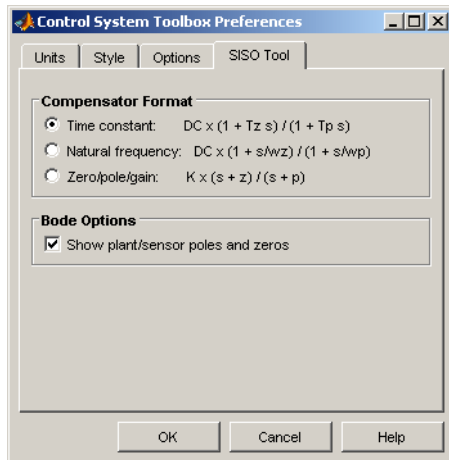 Control System Toolbox Preferences
Units Style Options SISO Tool
Compensator Format
Time constant: DC x (1 + Tz s) / (1 + Tp s)
Natural frequency: DC x (1 + s/wz) / (1 + s/wp)
Zero/pole/gain: K x (s + z) / (s + p)
Bode Options
Show plant/sensor poles and zeros
OK Cancel Help